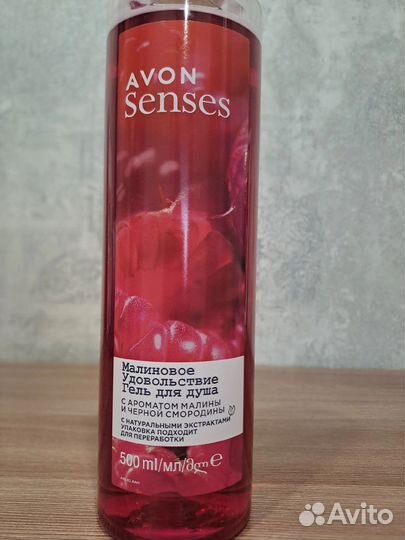 AVON
Senses
Малиновое
Удовольствие
Гель для душа
С АРОМАТОМ МАЛИНЫ
И ЧЕРНОЙ СМОРОДИНЫ
С НАТУРАЛЬНЫМИ ЭКСТРАКТАМИ
УПАКОВКА ПОДХОДИТ
ДЛЯ ПЕРЕРАБОТКИ
500 ml/мл/მლ℮
Avito